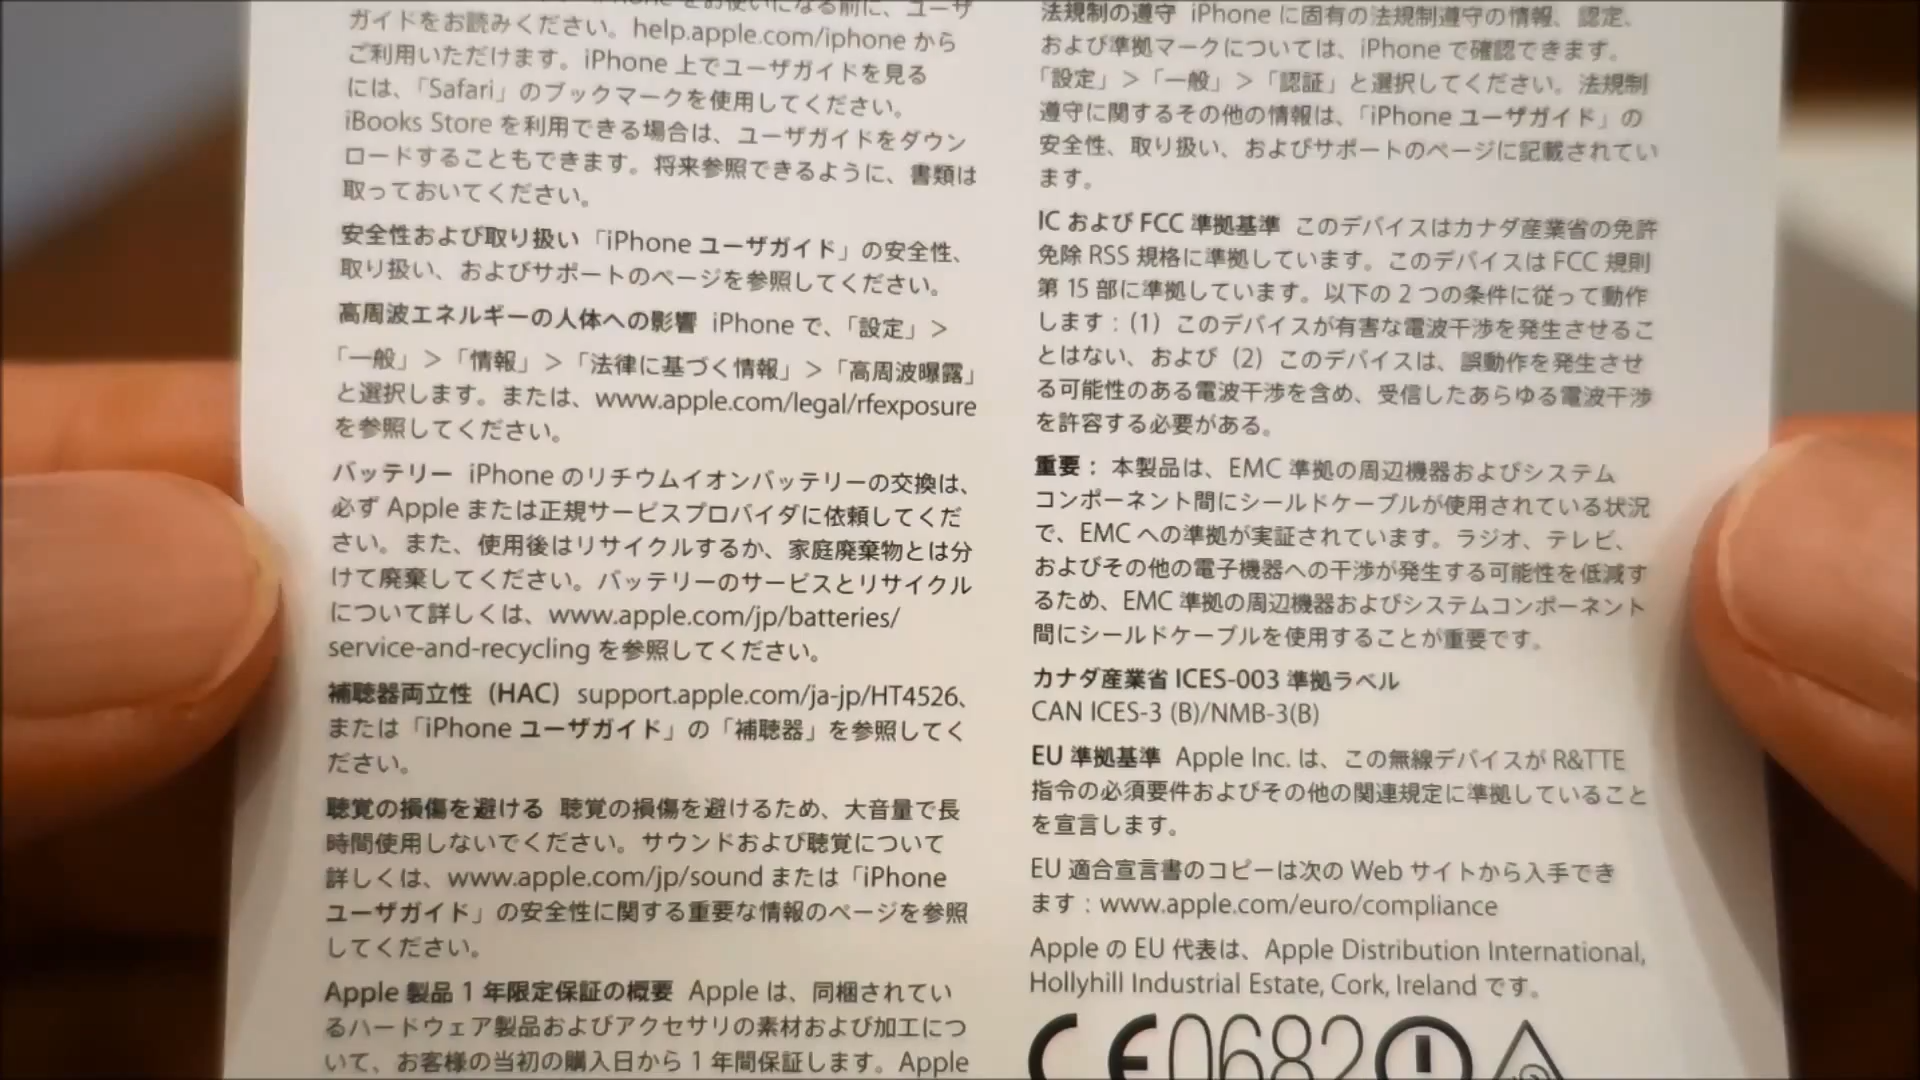 iPhone をお使いになる前に、ユーザ
ガイドをお読みください。help.apple.com/iphone から
ご利用いただけます。iPhone 上でユーザガイドを見る
には、「Safari」のブックマークを使用してください。
iBooks Store を利用できる場合は、ユーザガイドをダウン
ロードすることもできます。将来参照できるように、書類は
取っておいてください。
安全性および取り扱い 「iPhone ユーザガイド」の安全性、
取り扱い、およびサポートのページを参照してください。
高周波エネルギーの人体への影響 iPhone で、「設定」>
「一般」>「情報」>「法律に基づく情報」>「高周波曝露」
と選択します。または、www.apple.com/legal/rfexposure
を参照してください。
バッテリー iPhone のリチウムイオンバッテリーの交換は、
必ず Apple または正規サービスプロバイダに依頼してくだ
さい。また、使用後はリサイクルするか、家庭廃棄物とは分
けて廃棄してください。バッテリーのサービスとリサイクル
について詳しくは、www.apple.com/jp/batteries/
service-and-recycling を参照してください。
補聴器両立性（HAC） support.apple.com/ja-jp/HT4526、
または「iPhone ユーザガイド」の「補聴器」を参照してく
ださい。
聴覚の損傷を避ける 聴覚の損傷を避けるため、大音量で長
時間使用しないでください。サウンドおよび聴覚について
詳しくは、www.apple.com/jp/sound または「iPhone
ユーザガイド」の安全性に関する重要な情報のページを参照
してください。
Apple 製品 1 年限定保証の概要 Apple は、同梱されてい
るハードウェア製品およびアクセサリの素材および加工につ
いて、お客様の当初の購入日から 1 年間保証します。Apple
法規制の遵守 iPhone に固有の法規制遵守の情報、認定、
および準拠マークについては、iPhone で確認できます。
「設定」>「一般」>「認証」と選択してください。法規制
遵守に関するその他の情報は、「iPhone ユーザガイド」の
安全性、取り扱い、およびサポートのページに記載されてい
ます。
IC および FCC 準拠基準 このデバイスはカナダ産業省の免許
免除 RSS 規格に準拠しています。このデバイスは FCC 規則
第 15 部に準拠しています。以下の 2 つの条件に従って動作
します：（1）このデバイスが有害な電波干渉を発生させるこ
とはない、および（2）このデバイスは、誤動作を発生させ
る可能性のある電波干渉を含め、受信したあらゆる電波干渉
を許容する必要がある。
重要： 本製品は、EMC 準拠の周辺機器およびシステム
コンポーネント間にシールドケーブルが使用されている状況
で、EMC への準拠が実証されています。ラジオ、テレビ、
およびその他の電子機器への干渉が発生する可能性を低減す
るため、EMC 準拠の周辺機器およびシステムコンポーネント
間にシールドケーブルを使用することが重要です。
カナダ産業省 ICES-003 準拠ラベル
CAN ICES-3 (B)/NMB-3(B)
EU 準拠基準 Apple Inc. は、この無線デバイスが R&TTE
指令の必須要件およびその他の関連規定に準拠していること
を宣言します。
EU 適合宣言書のコピーは次の Web サイトから入手でき
ます：www.apple.com/euro/compliance
Apple の EU 代表は、Apple Distribution International,
Hollyhill Industrial Estate, Cork, Ireland です。
CE0682